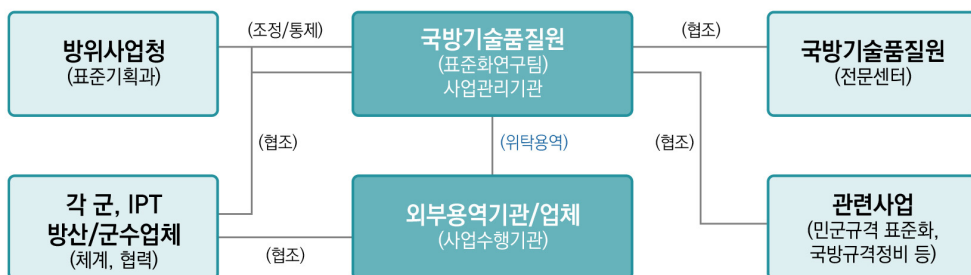 방위사업청
(표준기획과)
(조정/통제)
국방기술품질원
(표준화연구팀)
사업관리기관
(협조)
국방기술품질원
(전문센터)
(협조)
(위탁용역)
(협조)
각 군, IPT
방산/군수업체
(체계, 협력)
(협조)
외부용역기관/업체
(사업수행기관)
관련사업
(민군규격 표준화,
국방규격정비 등)